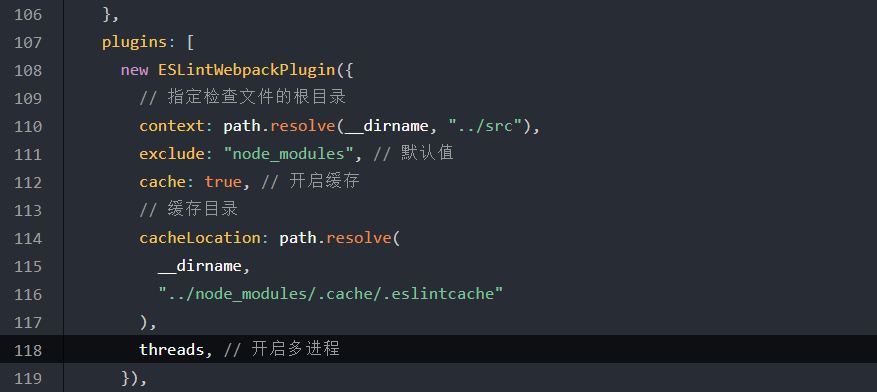 106 },
107 plugins: [
108 new ESLintWebpackPlugin({
109 // 指定检查文件的根目录
110 context: path.resolve(__dirname, "../src"),
111 exclude: "node_modules", // 默认值
112 cache: true, // 开启缓存
113 // 缓存目录
114 cacheLocation: path.resolve(
115 __dirname,
116 "../node_modules/.cache/.eslintcache"
117 ),
118 threads, // 开启多进程
119 }),